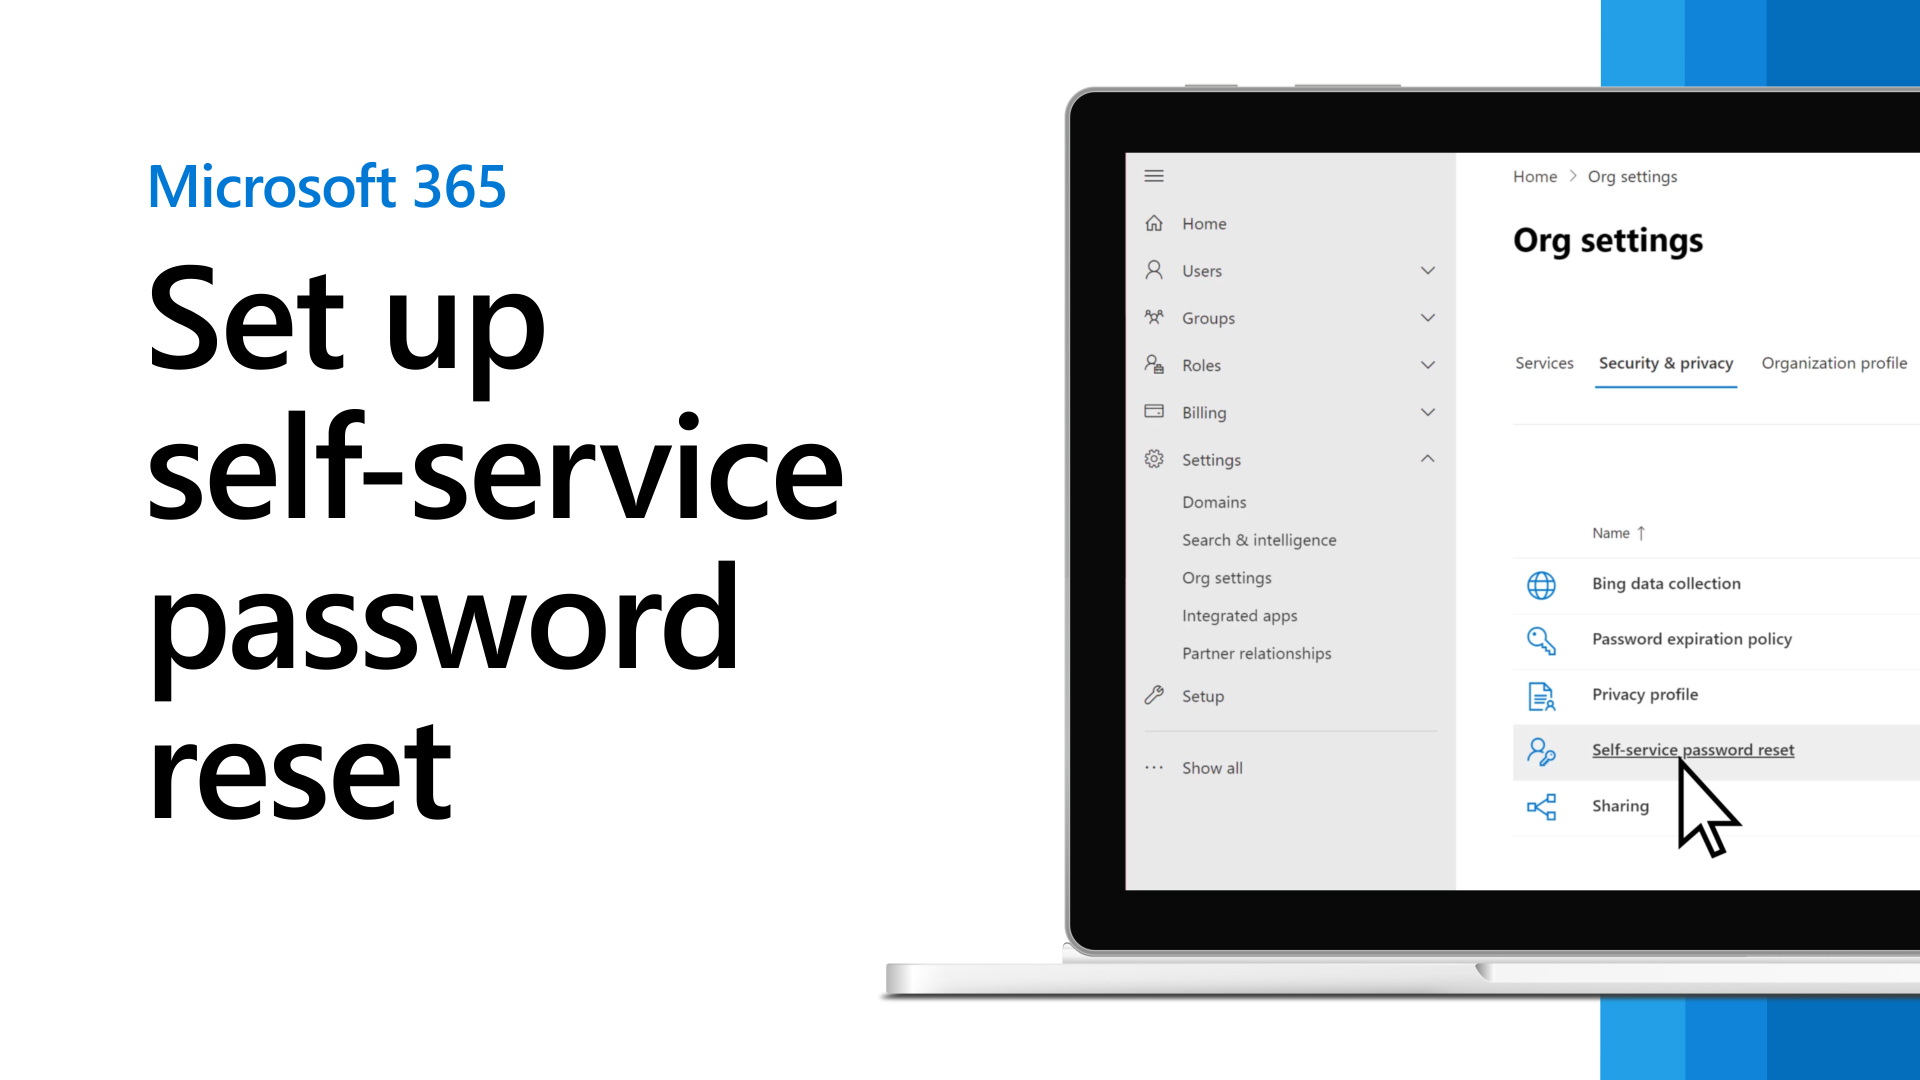 Microsoft 365
Set up
self-service
password
reset
Home
Users
Groups
Roles
Billing
Settings
Domains
Search & intelligence
Org settings
Integrated apps
Partner relationships
Setup
Show all
Home > Org settings
Org settings
Services Security & privacy Organization profile
Name ↑
Bing data collection
Password expiration policy
Privacy profile
Self-service password reset
Sharing